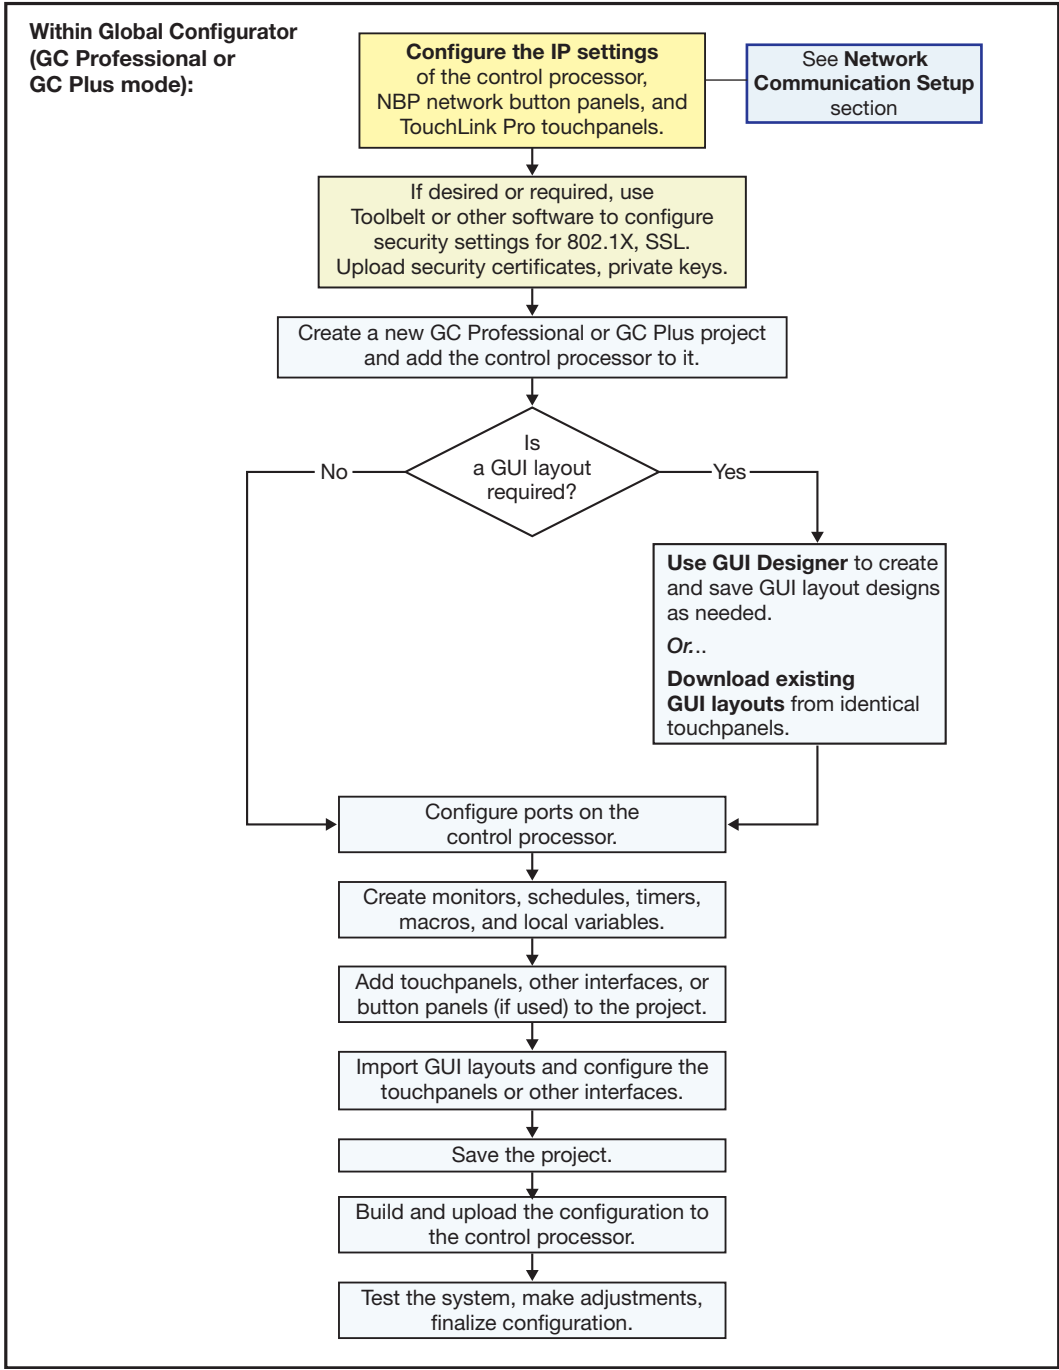 Within Global Configurator
(GC Professional or
GC Plus mode):
Configure the IP settings
of the control processor,
NBP network button panels, and
TouchLink Pro touchpanels.
See Network
Communication Setup
section
If desired or required, use
Toolbelt or other software to configure
security settings for 802.1X, SSL.
Upload security certificates, private keys.
Create a new GC Professional or GC Plus project
and add the control processor to it.
Is
a GUI layout
required?
No
Yes
Use GUI Designer to create
and save GUI layout designs
as needed.
Or...
Download existing
GUI layouts from identical
touchpanels.
Configure ports on the
control processor.
Create monitors, schedules, timers,
macros, and local variables.
Add touchpanels, other interfaces, or
button panels (if used) to the project.
Import GUI layouts and configure the
touchpanels or other interfaces.
Save the project.
Build and upload the configuration to
the control processor.
Test the system, make adjustments,
finalize configuration.